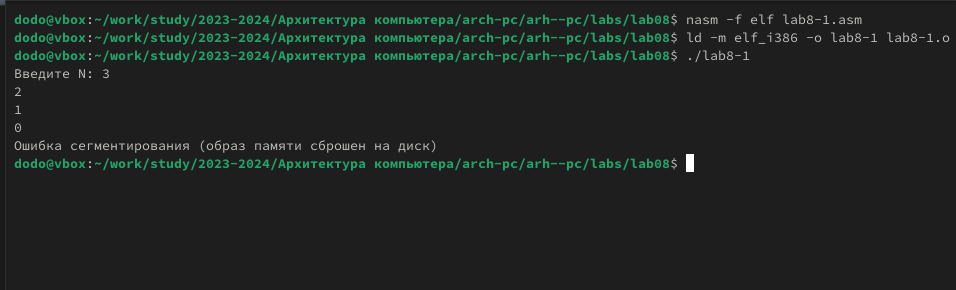 dodo@vbox:~/work/study/2023-2024/Архитектура компьютера/arch-pc/arh--pc/labs/lab08$ nasm -f elf lab8-1.asm
dodo@vbox:~/work/study/2023-2024/Архитектура компьютера/arch-pc/arh--pc/labs/lab08$ ld -m elf_i386 -o lab8-1 lab8-1.o
dodo@vbox:~/work/study/2023-2024/Архитектура компьютера/arch-pc/arh--pc/labs/lab08$ ./lab8-1
Введите N: 3
2
1
0
Ошибка сегментирования (образ памяти сброшен на диск)
dodo@vbox:~/work/study/2023-2024/Архитектура компьютера/arch-pc/arh--pc/labs/lab08$